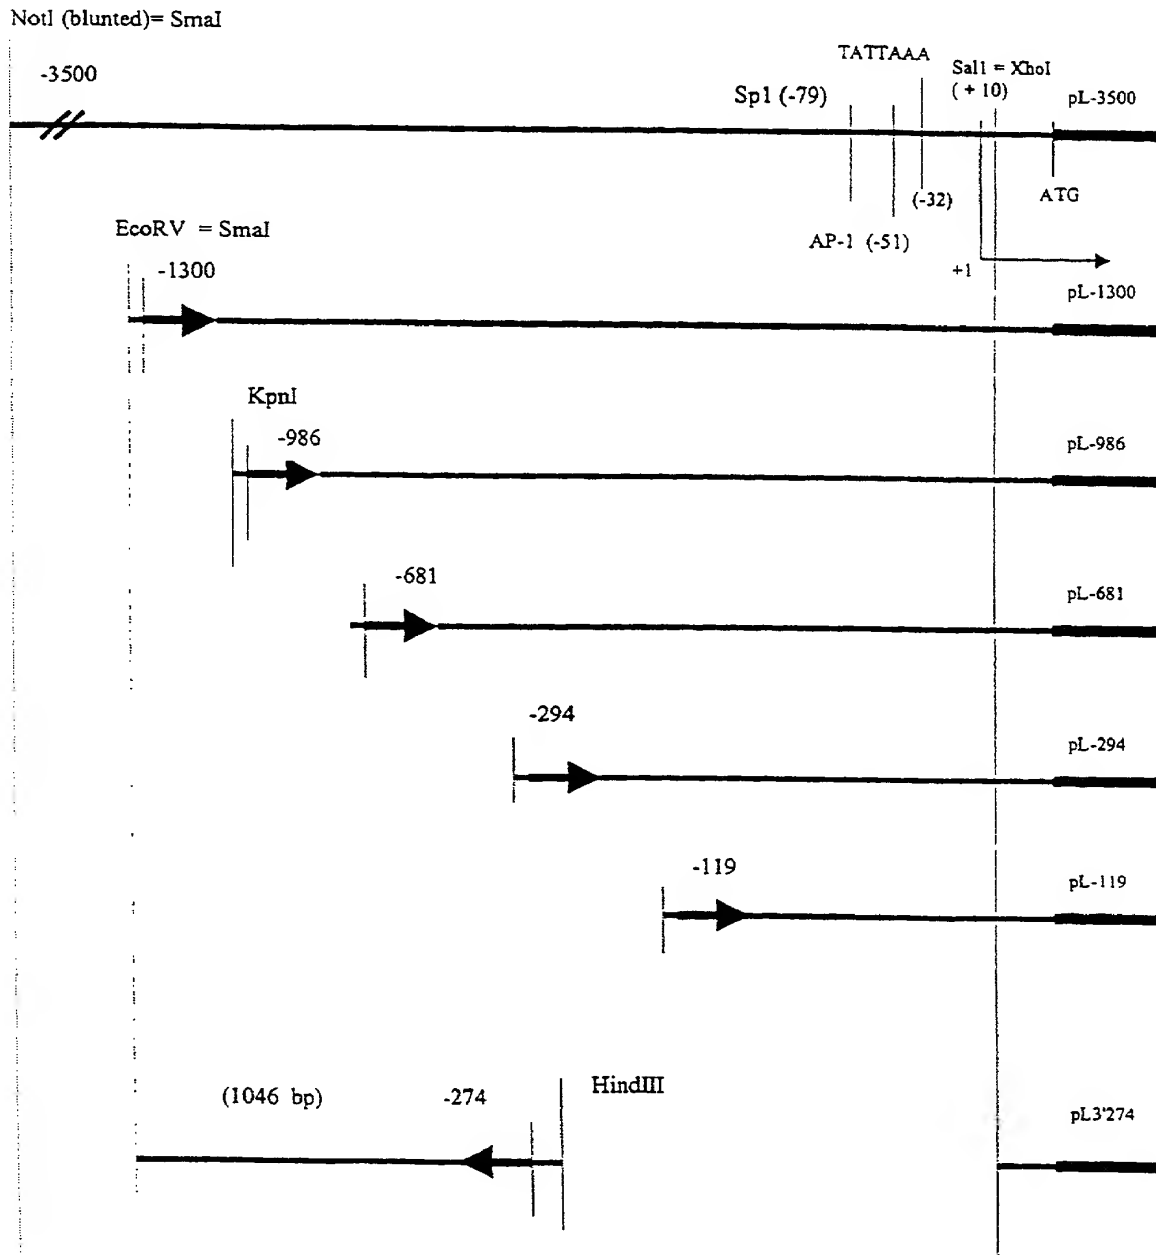 NotI (blunted)= SmaI
-3500
TATTAAA
Sp1 (-79)
Sal1 = XhoI
(+10)
pL-3500
(-32)
ATG
AP-1 (-51)
+1
EcoRV = SmaI
-1300
pL-1300
KpnI
-986
pL-986
-681
pL-681
-294
pL-294
-119
pL-119
(1046 bp)
-274
HindIII
pL3'274